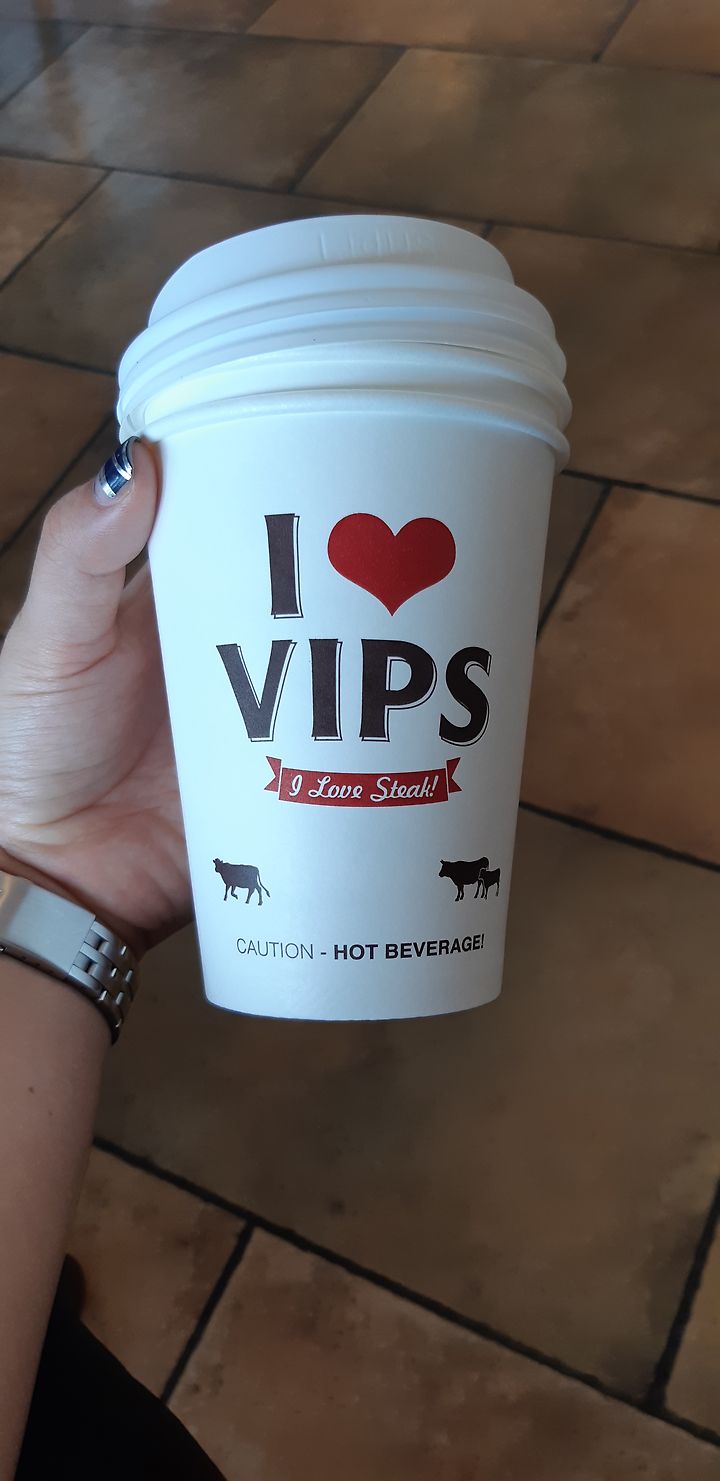 I
VIPS
I Love Steak!
CAUTION - HOT BEVERAGE!